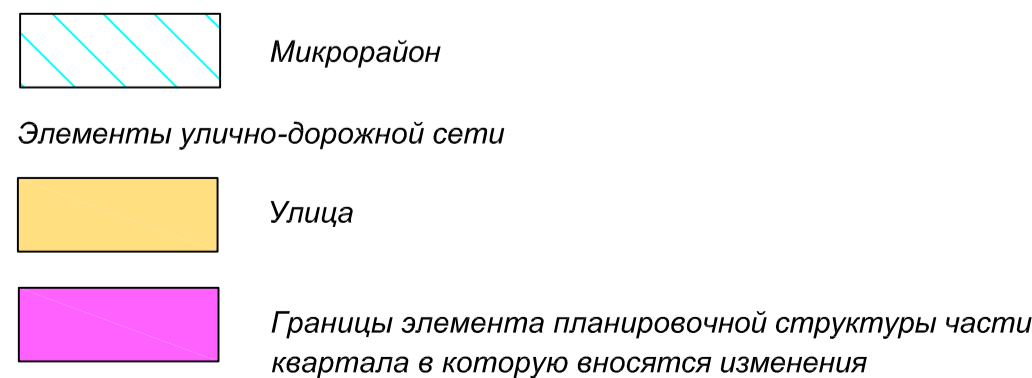 Микрорайон
Элементы улично-дорожной сети
Улица
Границы элемента планировочной структуры части
квартала в которую вносятся изменения